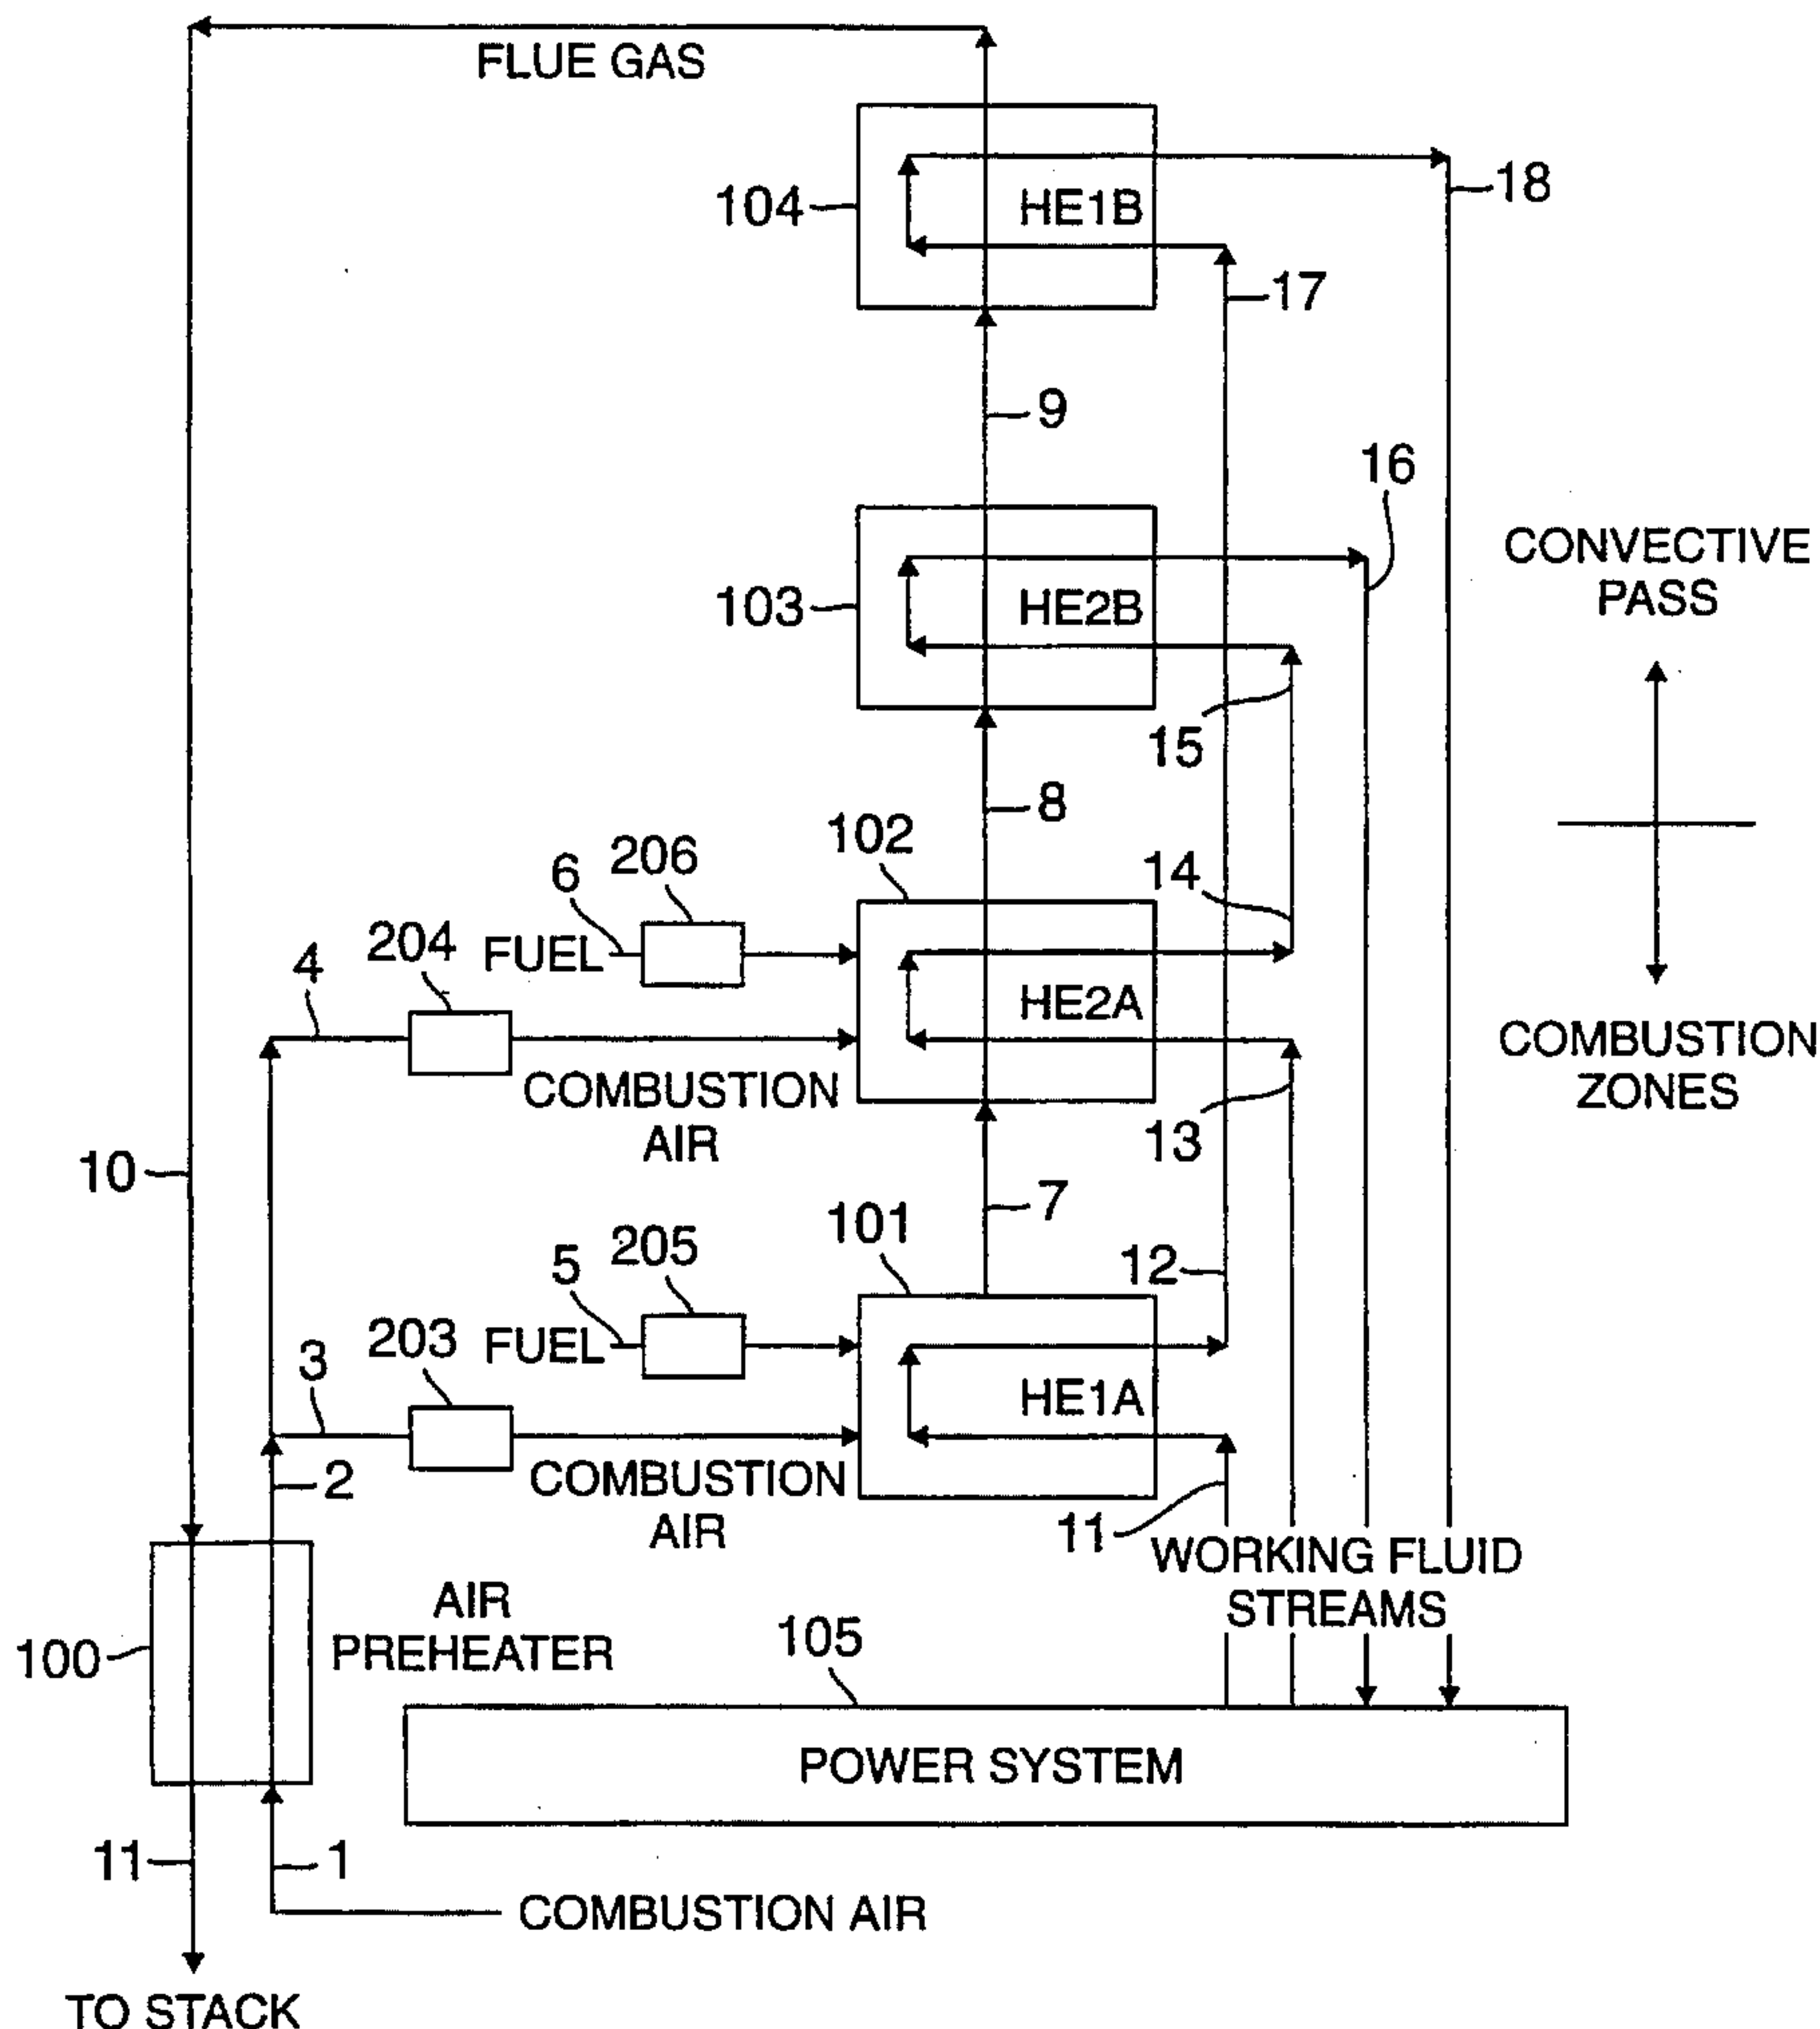 FLUE GAS
104
HE1B
18
17
9
16
CONVECTIVE
PASS
103
HE2B
15
8
102
206
6
FUEL
14
204
4
HE2A
COMBUSTION
AIR
COMBUSTION
ZONES
13
10
7
101
205
5
FUEL
12
203
3
HE1A
2
COMBUSTION
AIR
11
WORKING FLUID
STREAMS
AIR
PREHEATER
100
105
POWER SYSTEM
11
1
COMBUSTION AIR
TO STACK